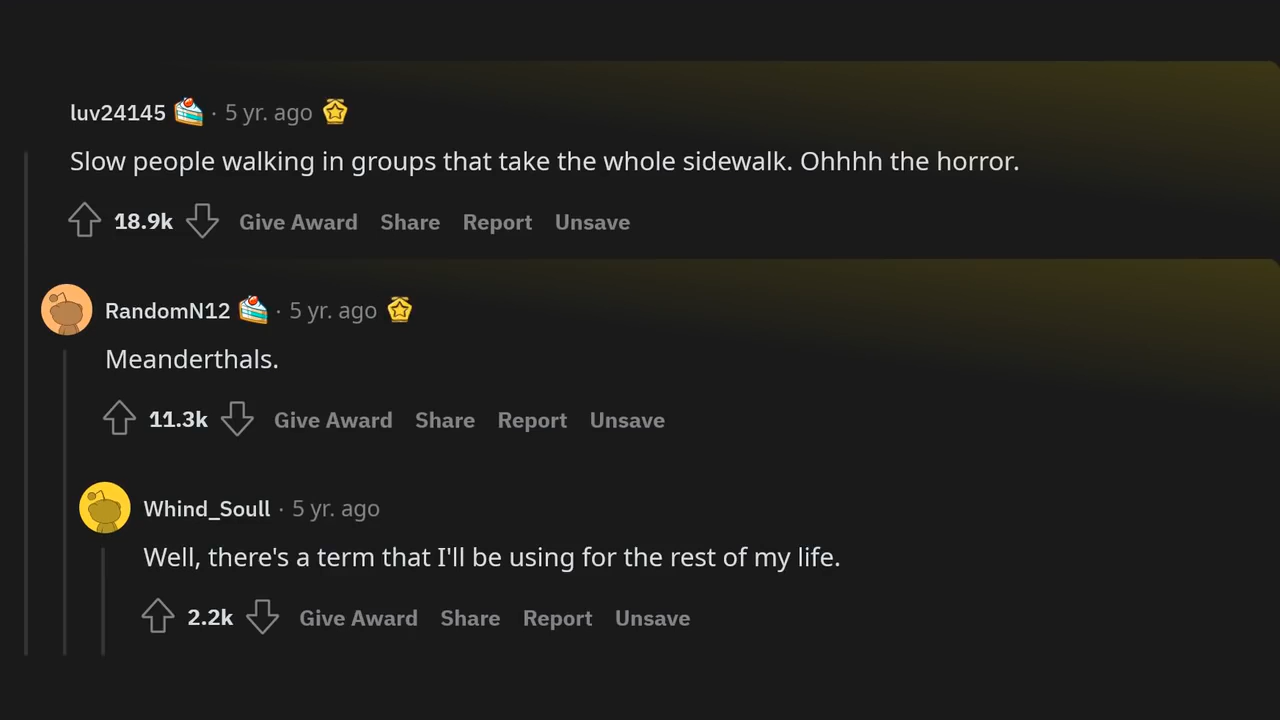 luv24145 · 5 yr. ago
Slow people walking in groups that take the whole sidewalk. Ohhhh the horror.
18.9k Give Award Share Report Unsave
RandomN12 · 5 yr. ago
Meanderthals.
11.3k Give Award Share Report Unsave
Whind_Soull · 5 yr. ago
Well, there's a term that I'll be using for the rest of my life.
2.2k Give Award Share Report Unsave